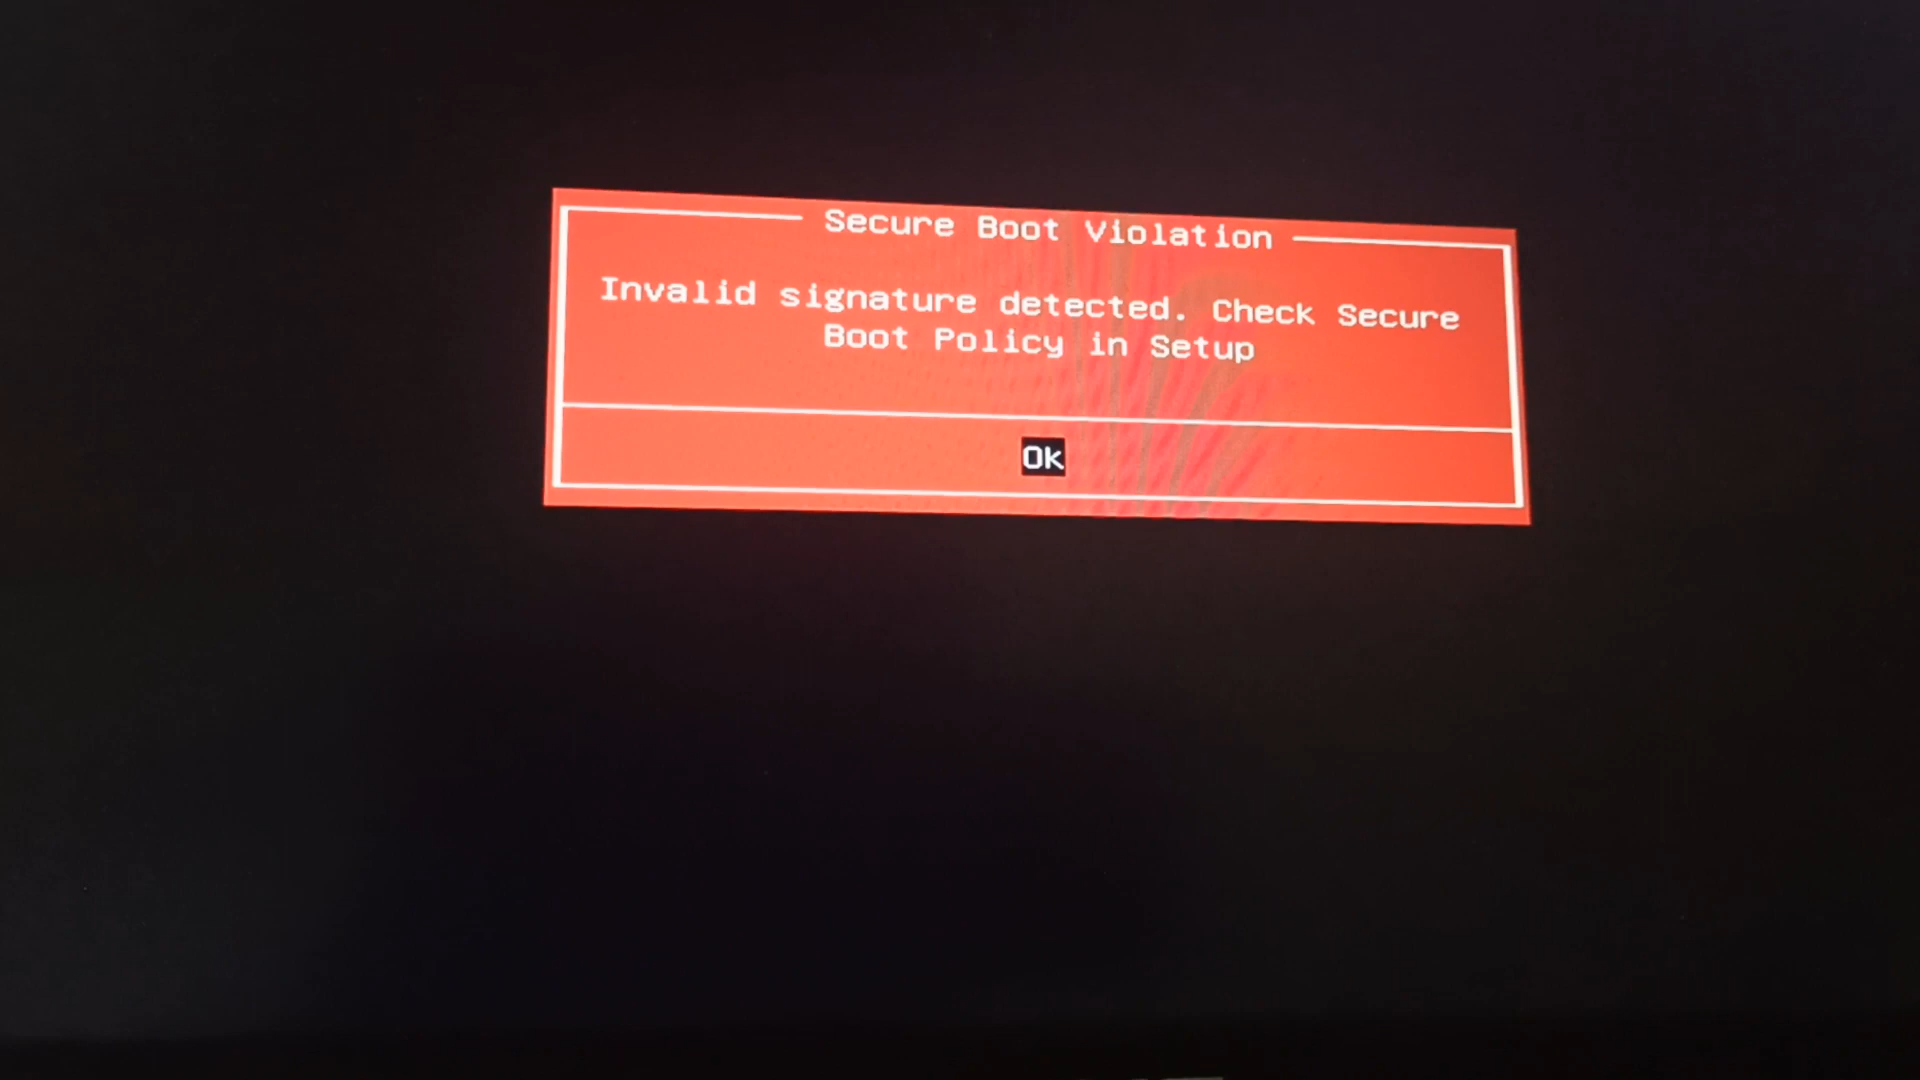 Secure Boot Violation
Invalid signature detected. Check Secure
Boot Policy in Setup
Ok